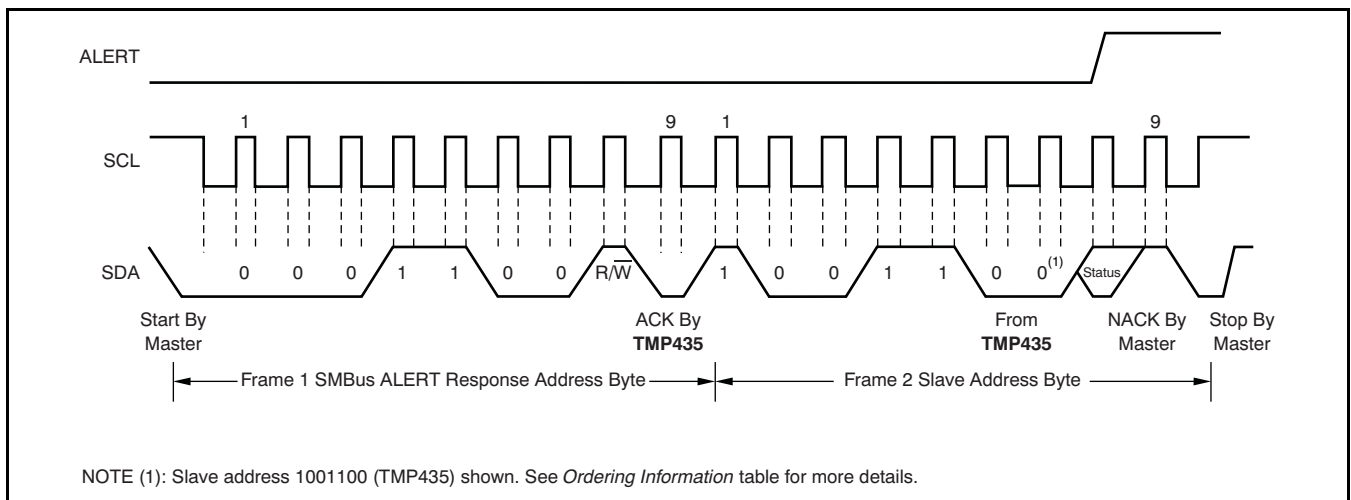 ALERT
1 9 1 9
SCL
SDA 0 0 0 1 1 0 0 R/W̅ 1 0 0 1 1 0 0(1) Status
Start By Master
ACK By TMP435
From TMP435
NACK By Master
Stop By Master
Frame 1 SMBus ALERT Response Address Byte
Frame 2 Slave Address Byte
NOTE (1): Slave address 1001100 (TMP435) shown. See Ordering Information table for more details.